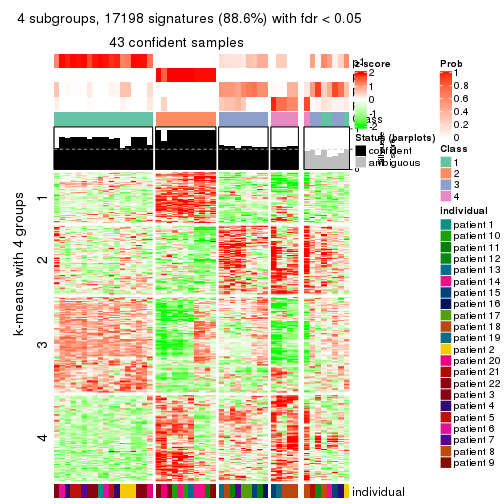 4 subgroups, 17198 signatures (88.6%) with fdr < 0.05
43 confident samples
z-score
2
1
0
-1
-2
Status (barplots)
confident
ambiguous
Prob
1
0.8
0.6
0.4
0.2
0
Class
1
2
3
4
individual
patient 1
patient 10
patient 11
patient 12
patient 13
patient 14
patient 15
patient 16
patient 17
patient 18
patient 19
patient 2
patient 20
patient 21
patient 22
patient 3
patient 4
patient 5
patient 6
patient 7
patient 8
patient 9
k-means with 4 groups
1
2
3
4
individual